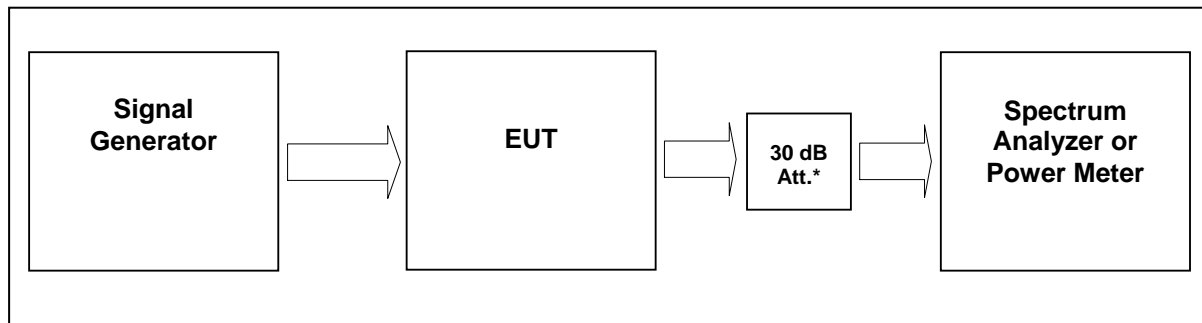 Signal
Generator
EUT
30 dB
Att.*
Spectrum
Analyzer or
Power Meter